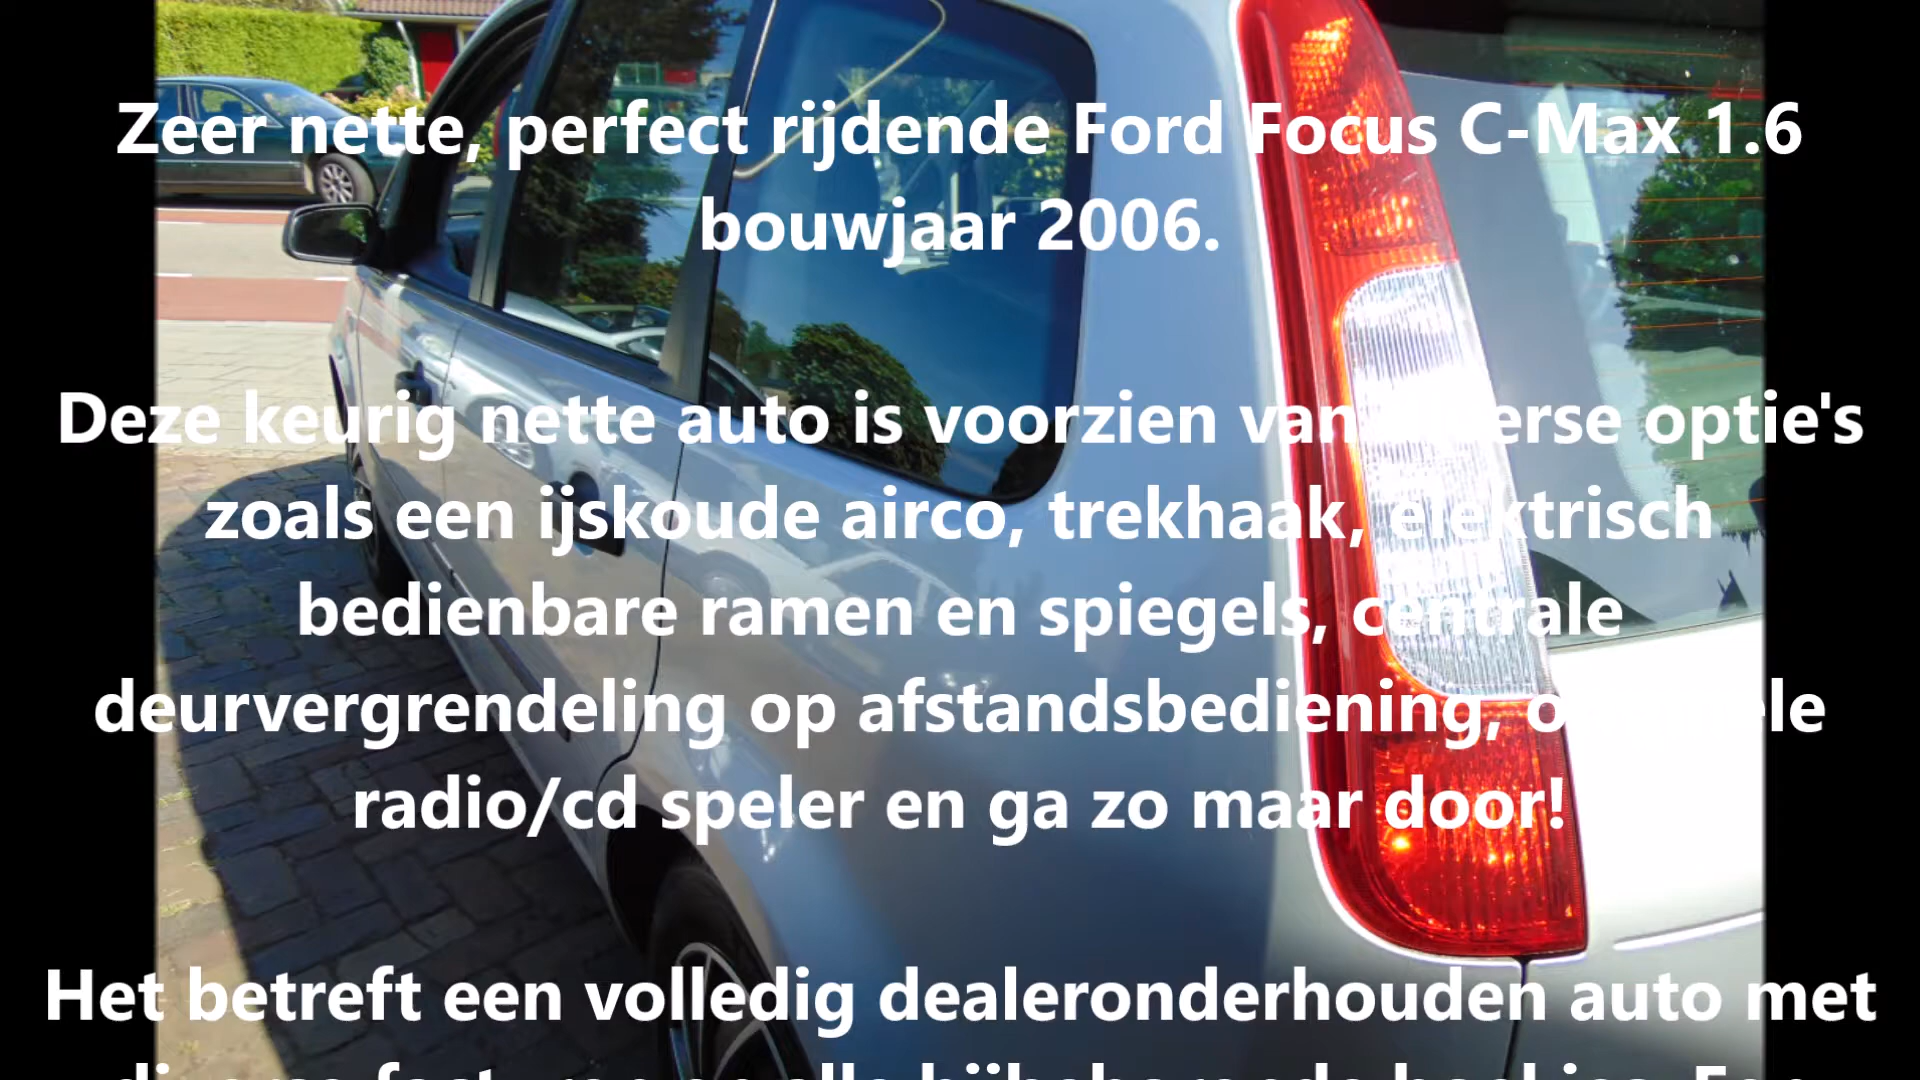 Zeer nette, perfect rijdende Ford Focus C-Max 1.6
bouwjaar 2006.
Deze keurig nette auto is voorzien van diverse optie's
zoals een ijskoude airco, trekhaak, elektrisch
bedienbare ramen en spiegels, centrale
deurvergrendeling op afstandsbediening,
radio/cd speler en ga zo maar door!
Het betreft een volledig dealeronderhouden auto met